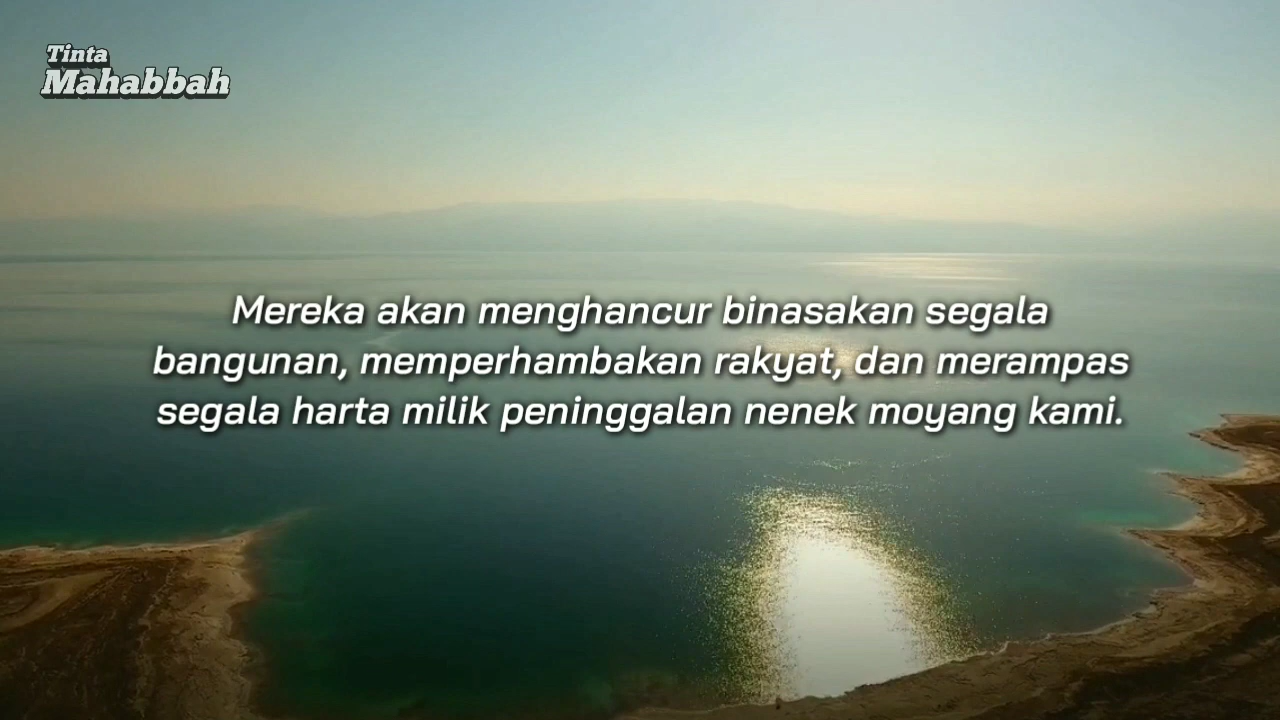 Tinta
Mahabbah
Mereka akan menghancur binasakan segala
bangunan, memperhambakan rakyat, dan merampas
segala harta milik peninggalan nenek moyang kami.